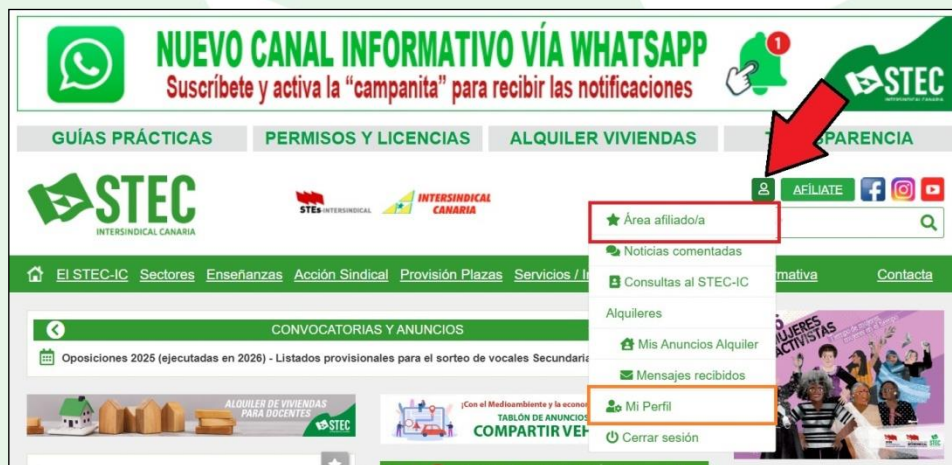 NUEVO CANAL INFORMATIVO VÍA WHATSAPP
Suscríbete y activa la “campanita” para recibir las notificaciones
1
STEC
INTERSINDICAL CANARIA
GUÍAS PRÁCTICAS PERMISOS Y LICENCIAS ALQUILER VIVIENDAS
STEC
INTERSINDICAL CANARIA
STEs-INTERSINDICAL
INTERSINDICAL
CANARIA
AFÍLIATE
Área afiliado/a
Noticias comentadas
Consultas al STEC-IC
Alquileres
Mis Anuncios Alquiler
Mensajes recibidos
Mi Perfil
Cerrar sesión
El STEC-IC Sectores Enseñanzas Acción Sindical Provisión Plazas Servicios / Contacta
CONVOCATORIAS Y ANUNCIOS
Oposiciones 2025 (ejecutadas en 2026) - Listados provisionales para el sorteo de vocales Secundaria
ALQUILER DE VIVIENDAS
PARA DOCENTES
STEC
¡Con el Medioambiente y la
TABLÓN DE ANUNCIOS
COMPARTIR
MUJERES
ACTIVISTAS